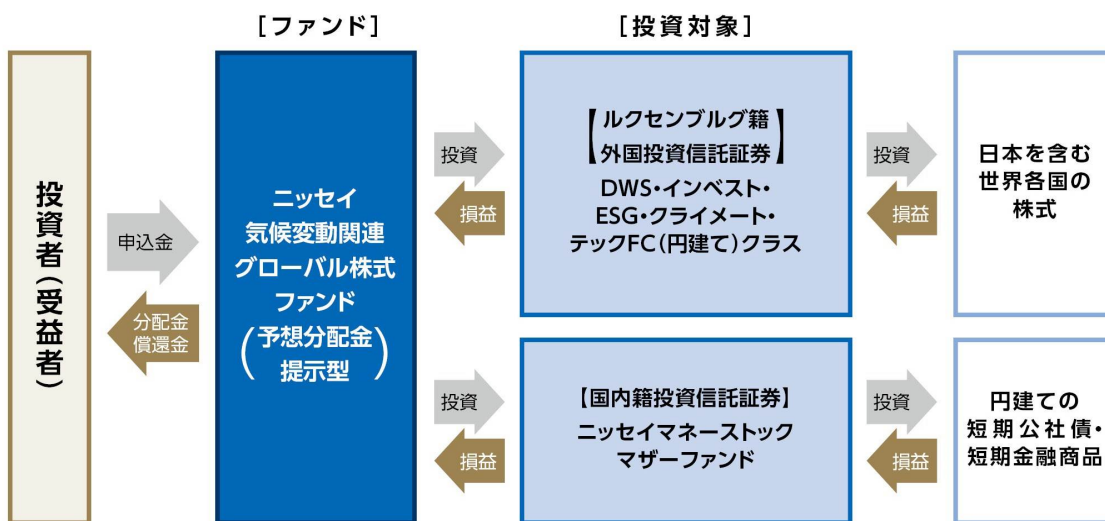 [ファンド]
[投資対象]
投資者(受益者)
申込金
分配金
償還金
ニッセイ
気候変動関連
グローバル株式
ファンド
(予想分配金
提示型)
投資
損益
【ルクセンブルグ籍
外国投資信託証券】
DWS・インベスト・
ESG・クライメート・
テックFC(円建て)クラス
投資
損益
日本を含む
世界各国の
株式
投資
損益
【国内籍投資信託証券】
ニッセイマネーストック
マザーファンド
投資
損益
円建ての
短期公社債・
短期金融商品